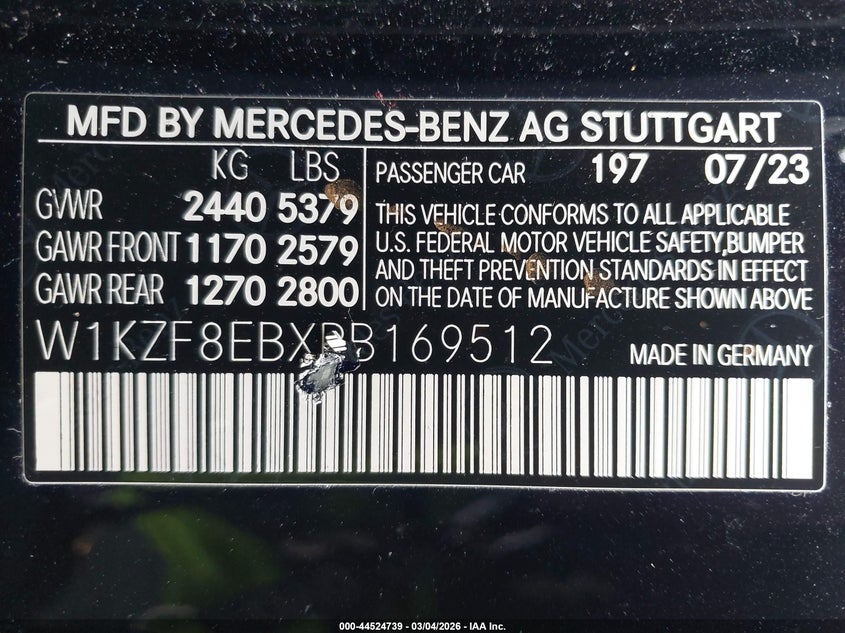 MFD BY MERCEDES-BENZ AG STUTTGART
KG LBS
GVWR 2440 5379
GAWR FRONT 1170 2579
GAWR REAR 1270 2800
PASSENGER CAR 197 07/23
THIS VEHICLE CONFORMS TO ALL APPLICABLE
U.S. FEDERAL MOTOR VEHICLE SAFETY,BUMPER
AND THEFT PREVENTION STANDARDS IN EFFECT
ON THE DATE OF MANUFACTURE SHOWN ABOVE
W1KZF8EBXPB169512
MADE IN GERMANY
000-44524739 - 03/04/2026 - IAA Inc.